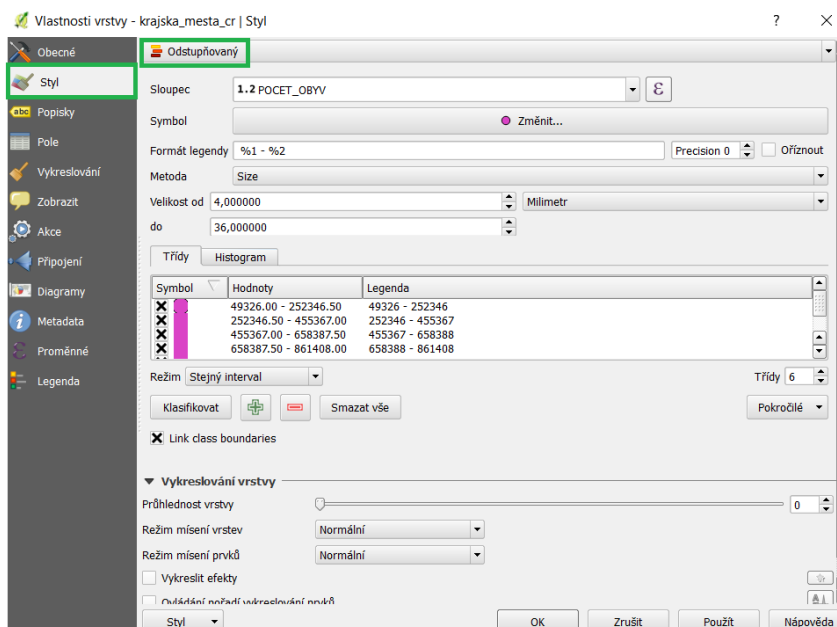 Vlastnosti vrstvy - krajska_mesta_cr | Styl
?
Obecné
Styl
abc Popisky
Pole
Vykreslování
Zobrazit
Akce
Připojení
Diagramy
Metadata
Proměnné
Legenda
Odstupňovaný
Sloupec 1.2 POCET_OBYV ε
Symbol Změnit...
Formát legendy %1 - %2 Precision 0 Oříznout
Metoda Size
Velikost od 4,000000 Milimetr
do 36,000000
Třídy Histogram
Symbol Hodnoty Legenda
49326.00 - 252346.50 49326 - 252346
252346.50 - 455367.00 252346 - 455367
455367.00 - 658387.50 455367 - 658388
658387.50 - 861408.00 658388 - 861408
Režim Stejný interval Třídy 6
Klasifikovat Smazat vše Pokročilé
Link class boundaries
Vykreslování vrstvy
Průhlednost vrstvy 0
Režim mísení vrstev Normální
Režim mísení prvků Normální
Vykreslit efekty
Ovládání pořadí vykreslování prvků
Styl OK Zrušit Použít Nápověda